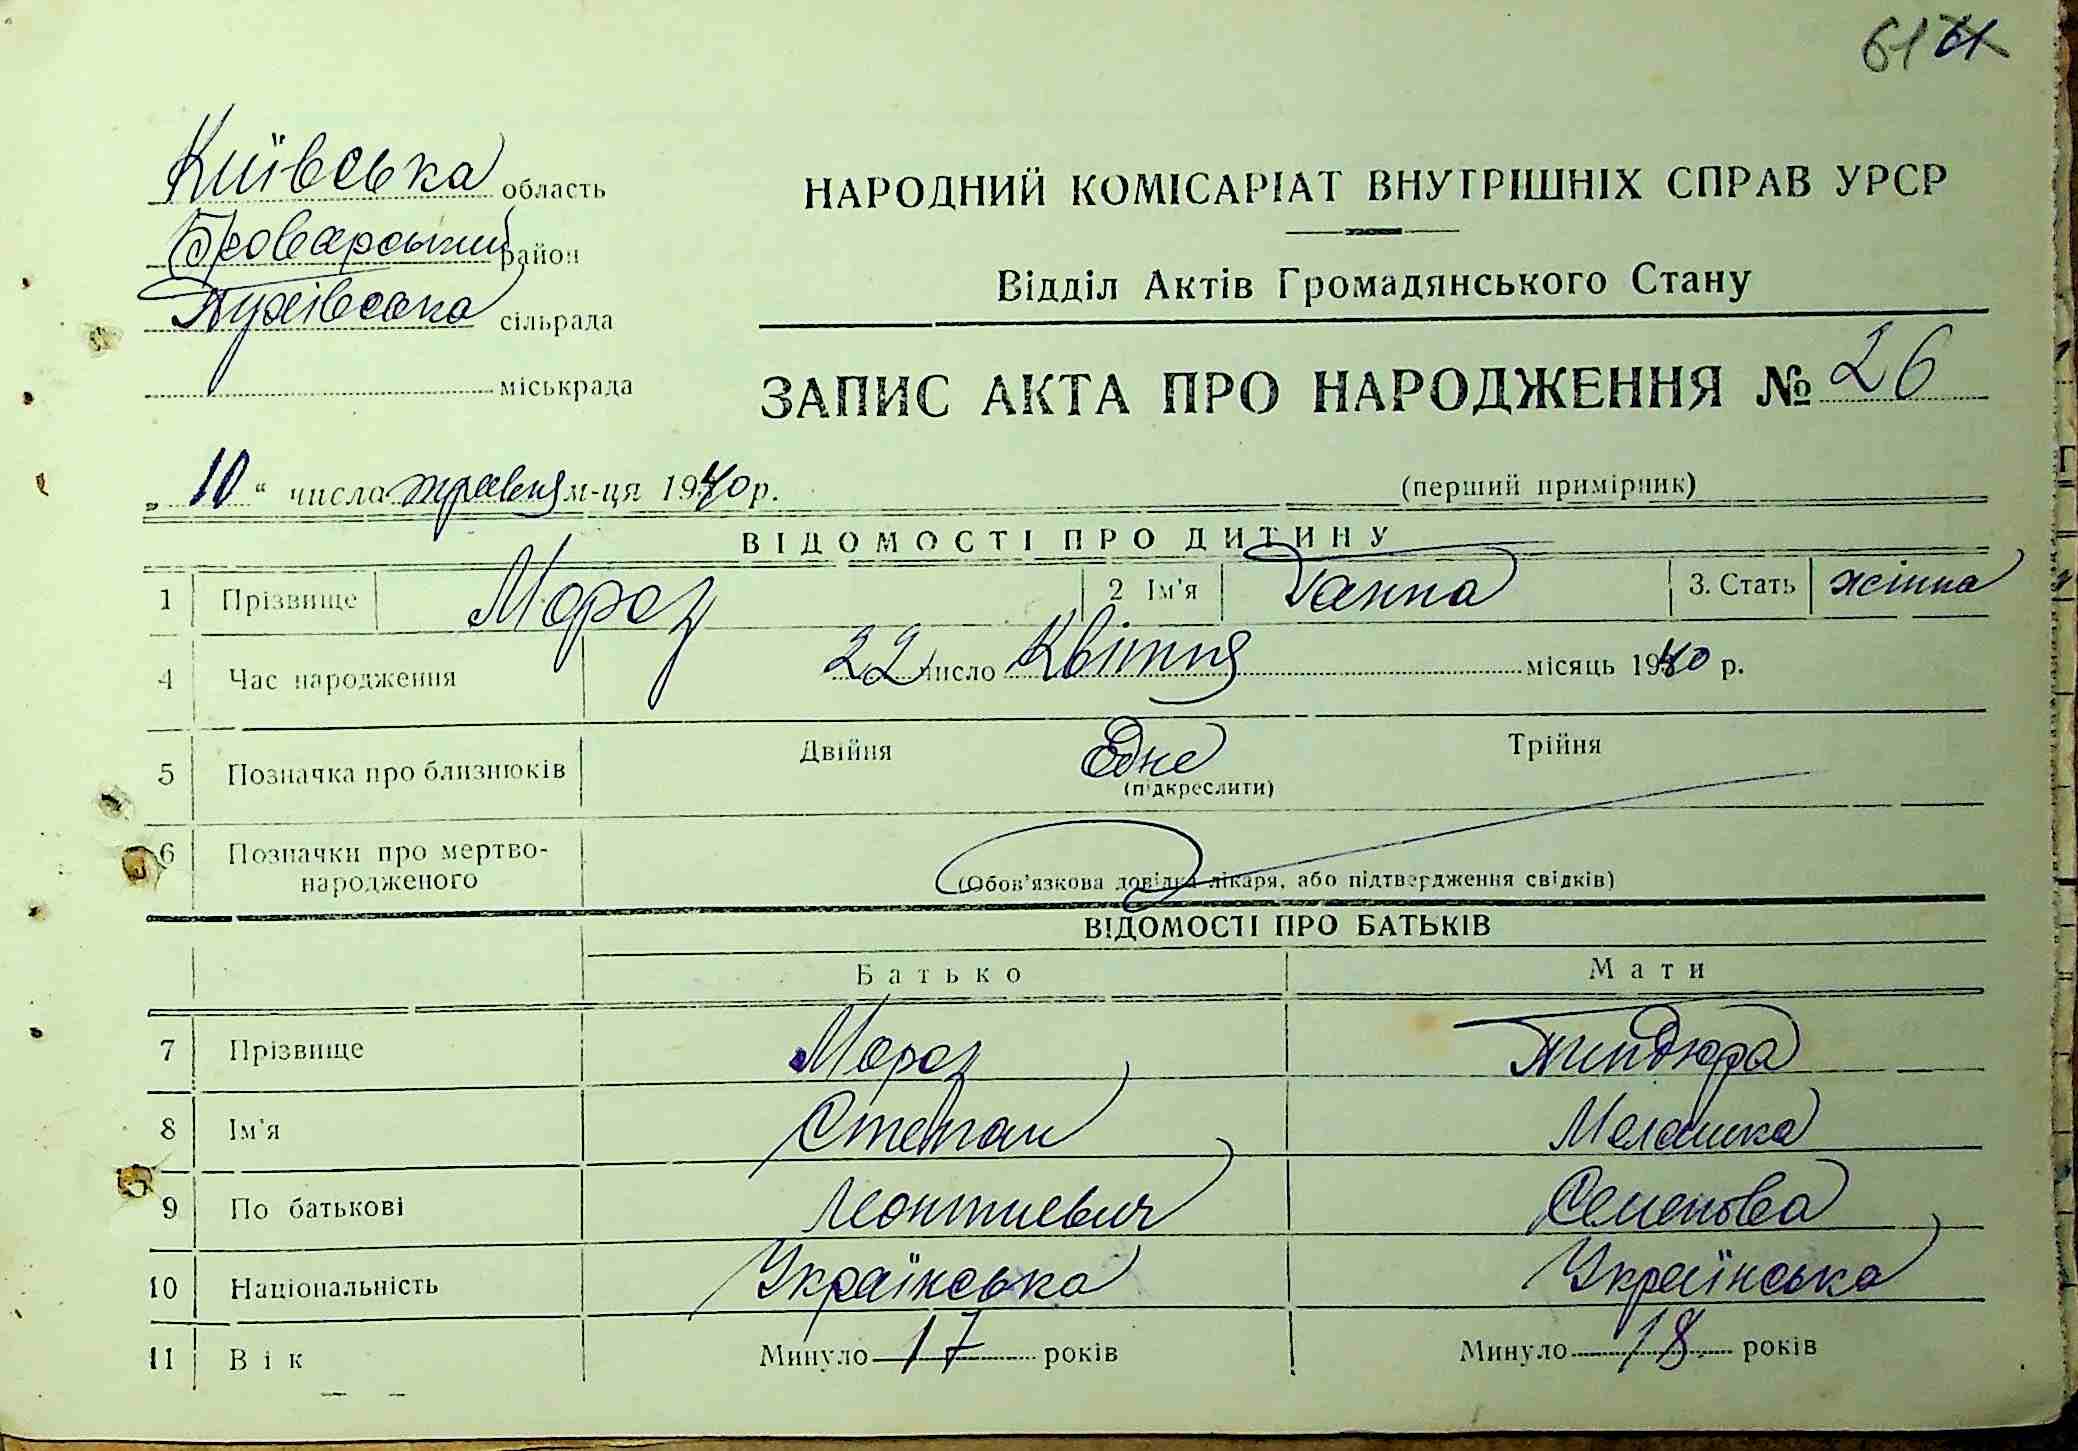 61
Київська область
Броварський район
Пухівська сільрада
міськрада
НАРОДНИЙ КОМІСАРІАТ ВНУТРІШНІХ СПРАВ УРСР
Відділ Актів Громадянського Стану
ЗАПИС АКТА ПРО НАРОДЖЕННЯ № 26
„ 10 “ числа травня м-ця 1940 р.
(перший примірник)
ВІДОМОСТІ ПРО ДИТИНУ
1 Прізвище Мороз 2 Ім'я Ганна 3. Стать жіноча
4 Час народження 22 число Квітня місяць 1940 р.
5 Позначка про близнюків Двійня Одне Трійня
(підкреслити)
6 Позначки про мертво-
народженого
(Обов'язкова довідка лікаря, або підтвердження свідків)
ВІДОМОСТІ ПРО БАТЬКІВ
Батько Мати
7 Прізвище Мороз Тиндюра
8 Ім'я Степан Мелашка
9 По батькові Леонтиевич Семенова
10 Національність Українська Українська
11 Вік Минуло 17 років Минуло 18 років